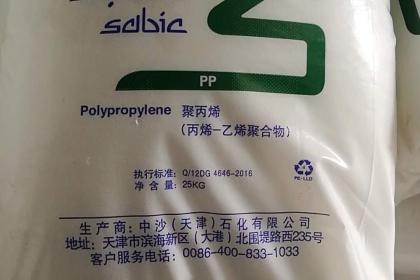 sabic
PP
Polypropylene 聚丙烯
(丙烯-乙烯聚合物)
执行标准: Q/12DG 4646-2016
净 含 量: 25KG
PE-LLD
生 产 商: 中沙(天津)石化有限公司
地址: 天津市滨海新区(大港)北围堤路西235号
客户服务电话: 0086-400-833-1033